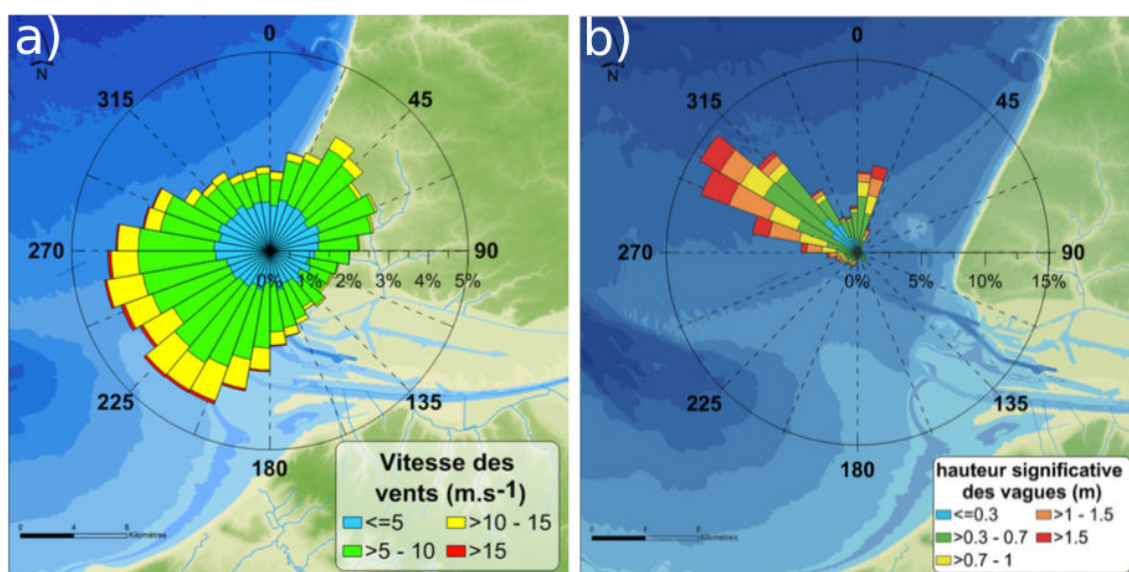 a)
N
0
45
90
135
180
225
270
315
0% 1% 2% 3% 4% 5%
Vitesse des
vents (m.s-1)
<=5 >10 - 15
>5 - 10 >15
0 4 8
Kilomètres
b)
N
0
45
90
135
180
225
270
315
0% 5% 10% 15%
hauteur significative
des vagues (m)
<=0.3 >1 - 1.5
>0.3 - 0.7 >1.5
>0.7 - 1
0 4 8
Kilomètres